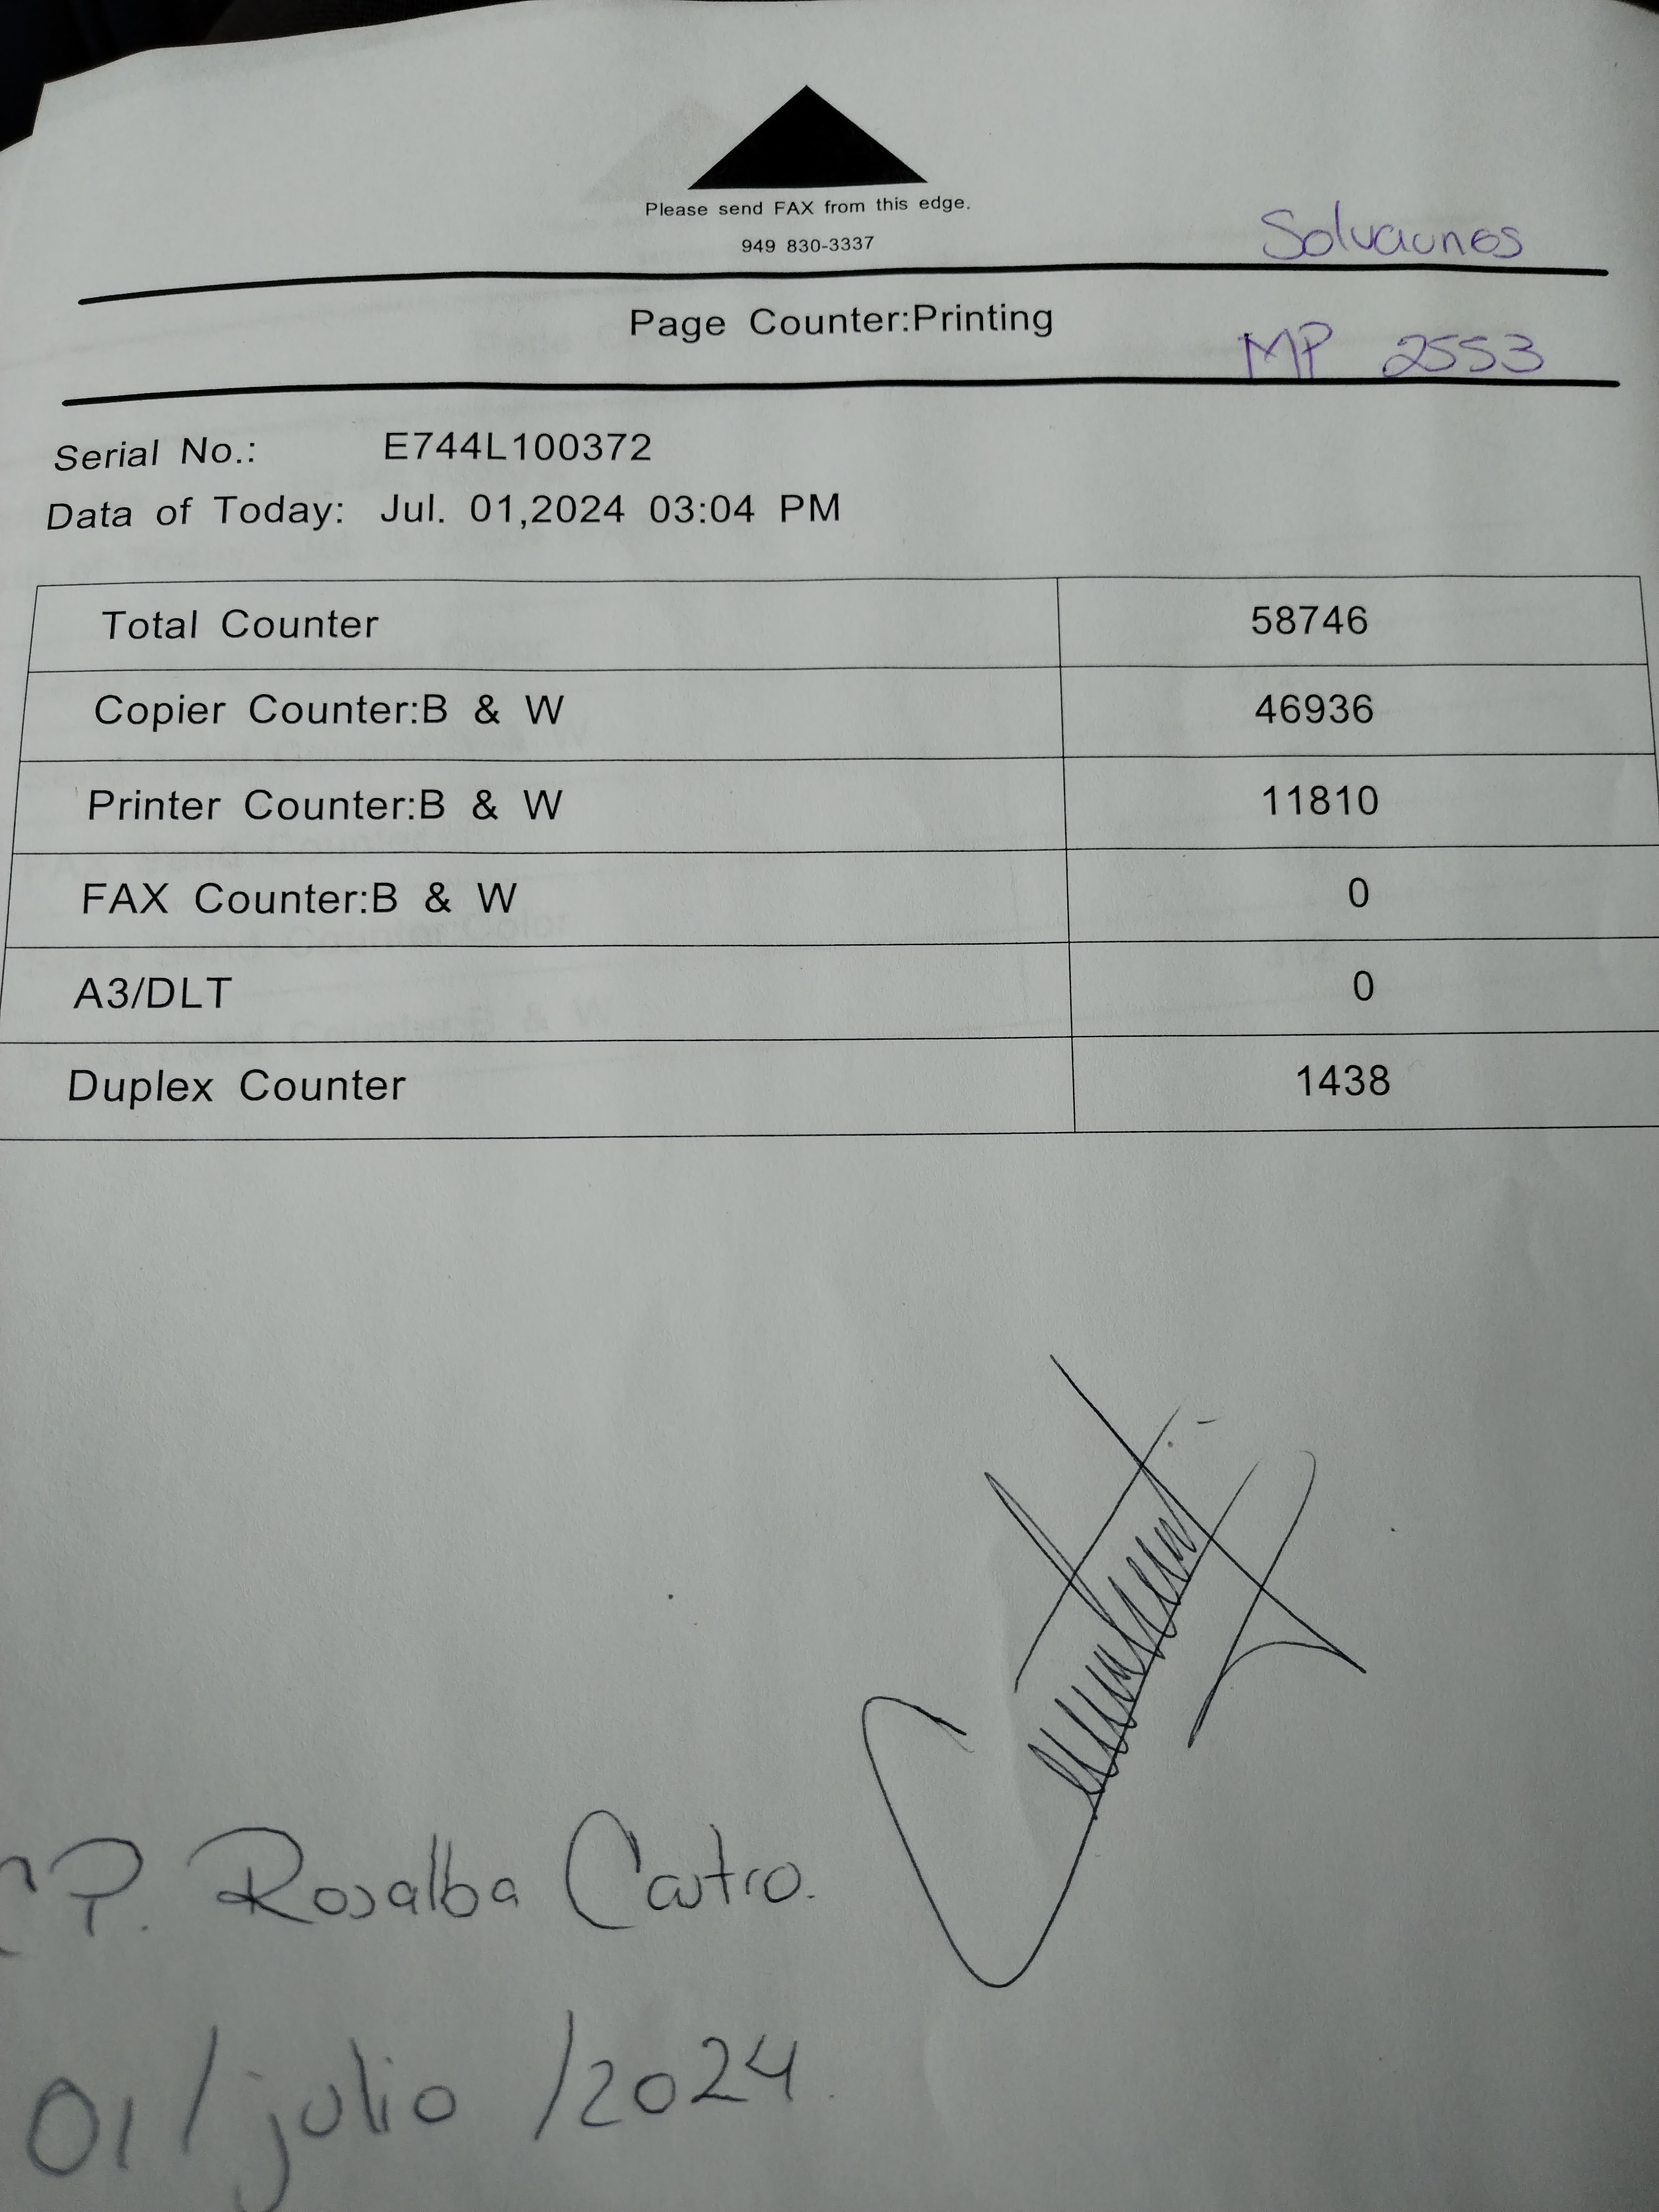 Please send FAX from this edge.
949 830-3337
Soluciones
Page Counter:Printing
MP 2553
Serial No.: E744L100372
Data of Today: Jul. 01,2024 03:04 PM
Total Counter 58746
Copier Counter:B & W 46936
Printer Counter:B & W 11810
FAX Counter:B & W 0
A3/DLT 0
Duplex Counter 1438
CP. Rosalba Castro.
01/julio/2024.